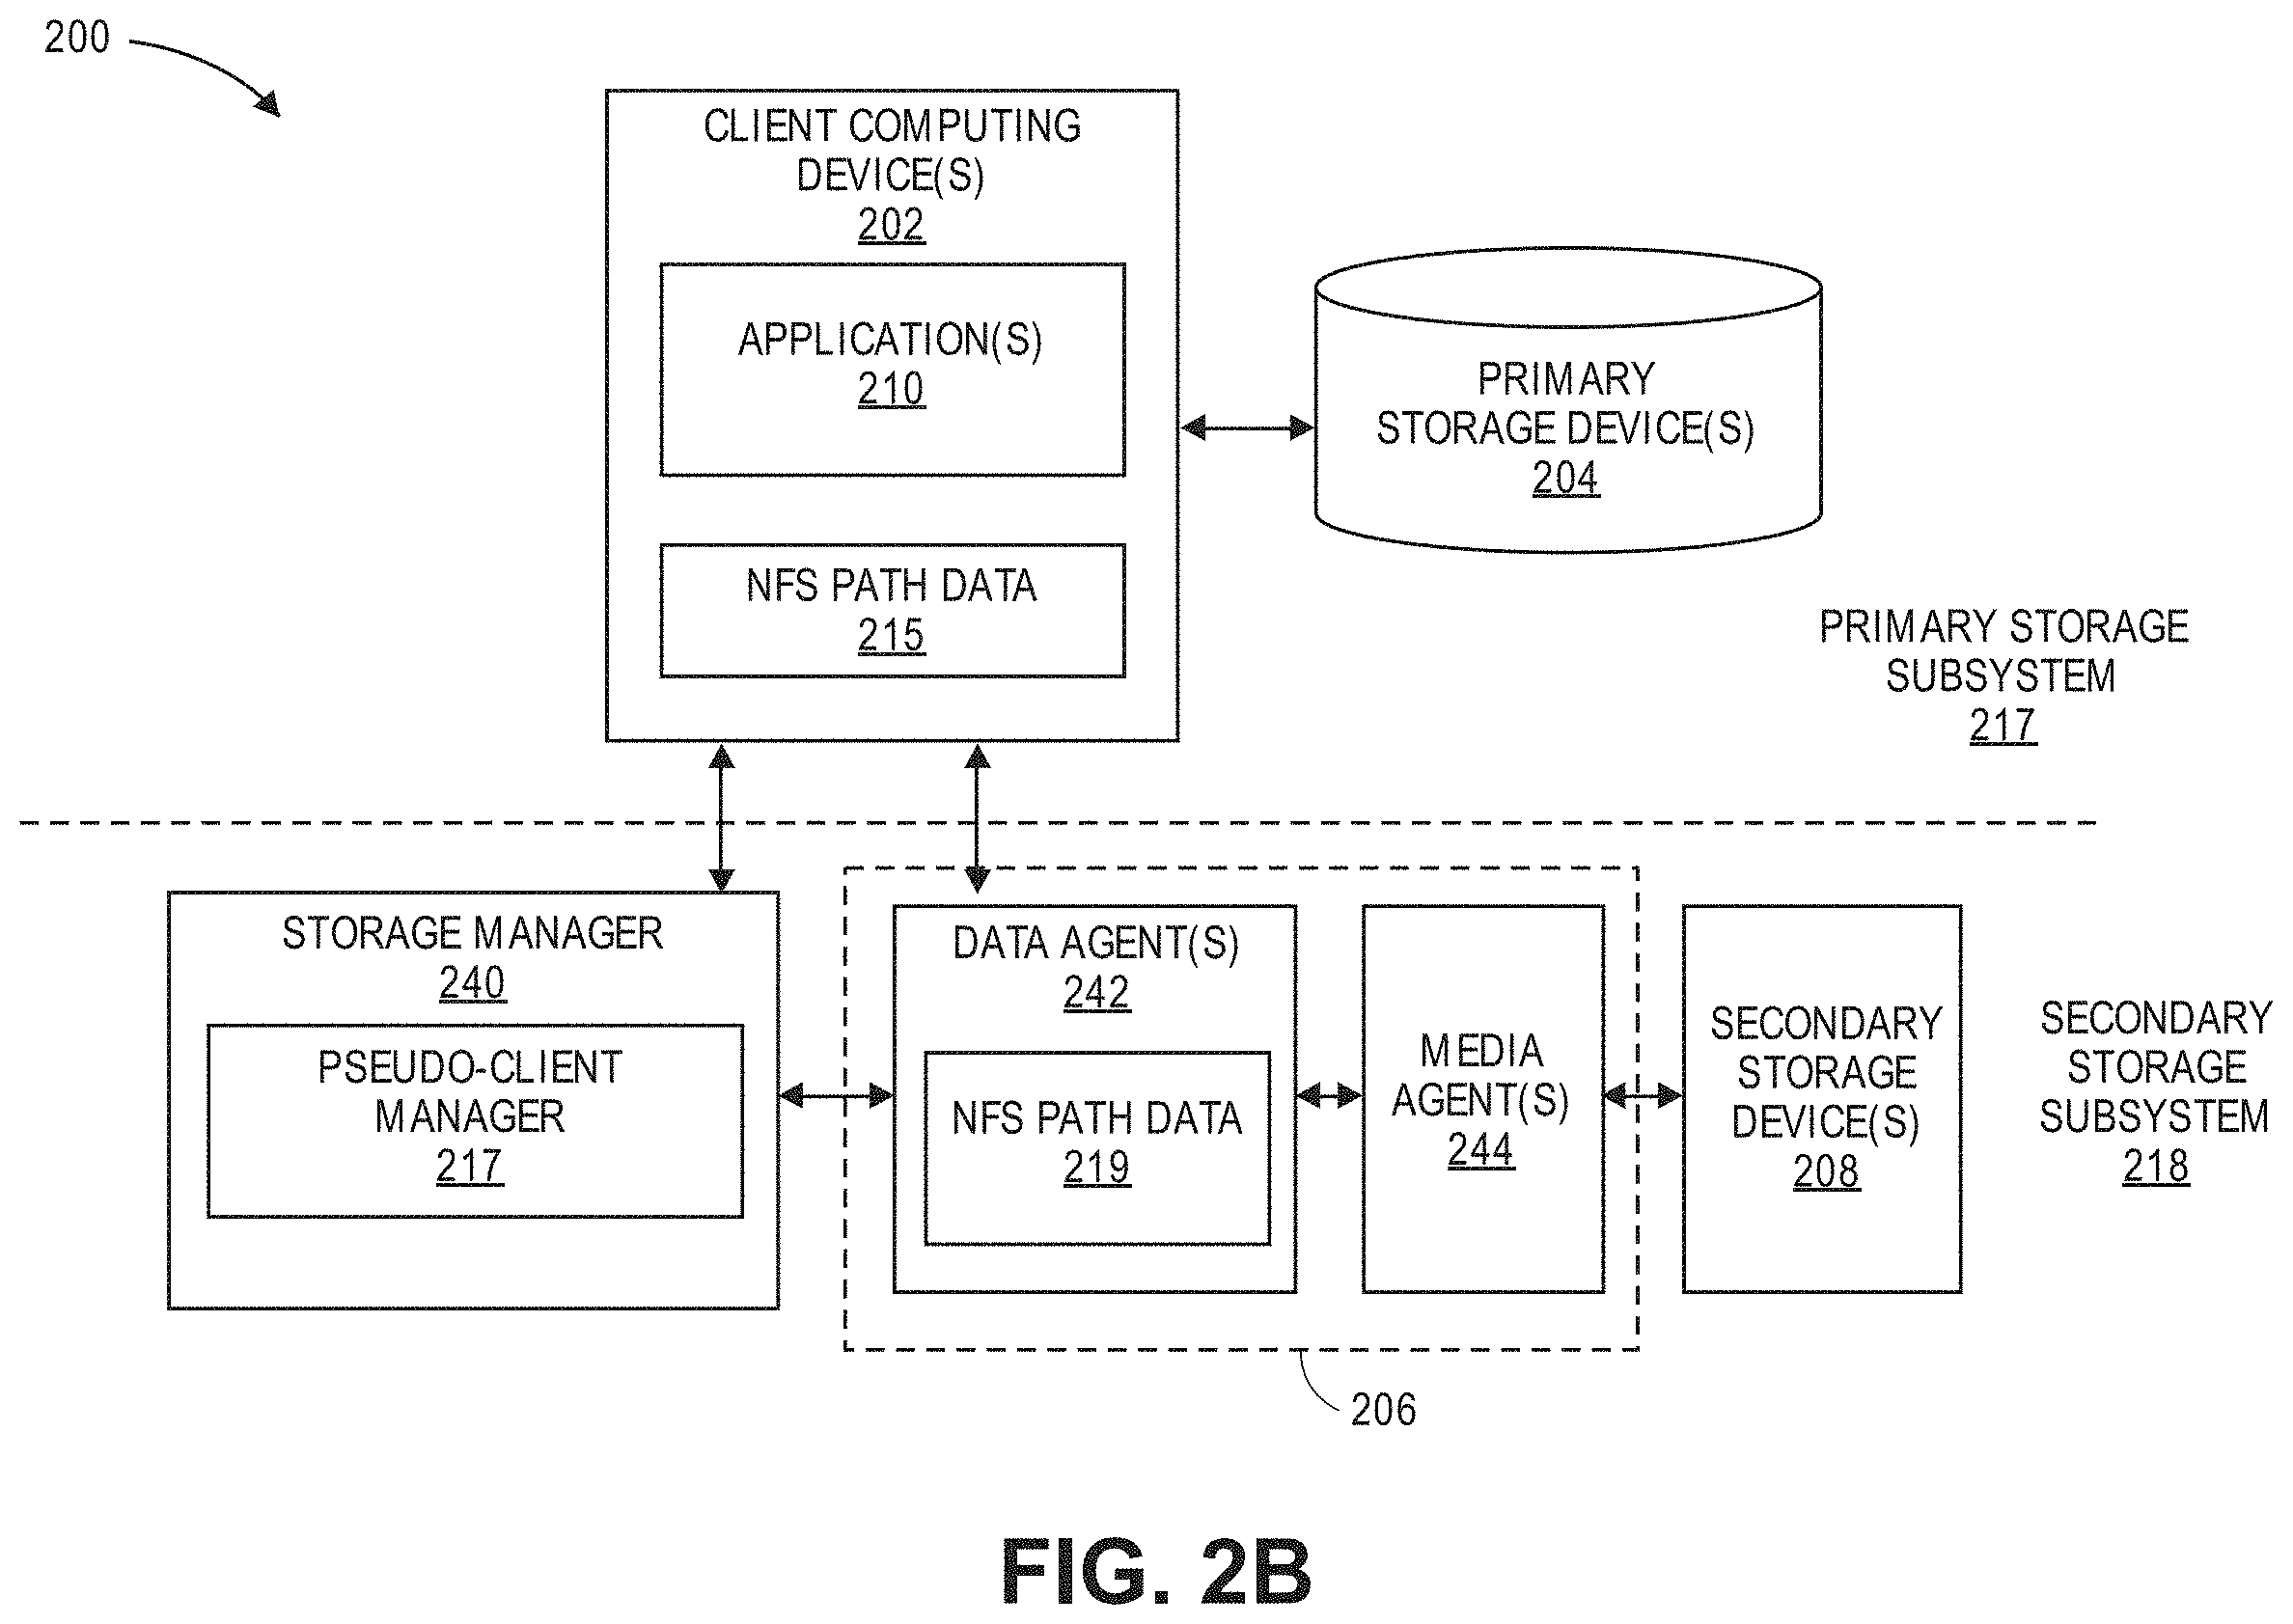 200
CLIENT COMPUTING
DEVICE(S)
202
APPLICATION(S)
210
NFS PATH DATA
215
PRIMARY
STORAGE DEVICE(S)
204
PRIMARY STORAGE
SUBSYSTEM
217
STORAGE MANAGER
240
PSEUDO-CLIENT
MANAGER
217
DATA AGENT(S)
242
NFS PATH DATA
219
MEDIA
AGENT(S)
244
SECONDARY
STORAGE
DEVICE(S)
208
SECONDARY
STORAGE
SUBSYSTEM
218
206
FIG. 2B